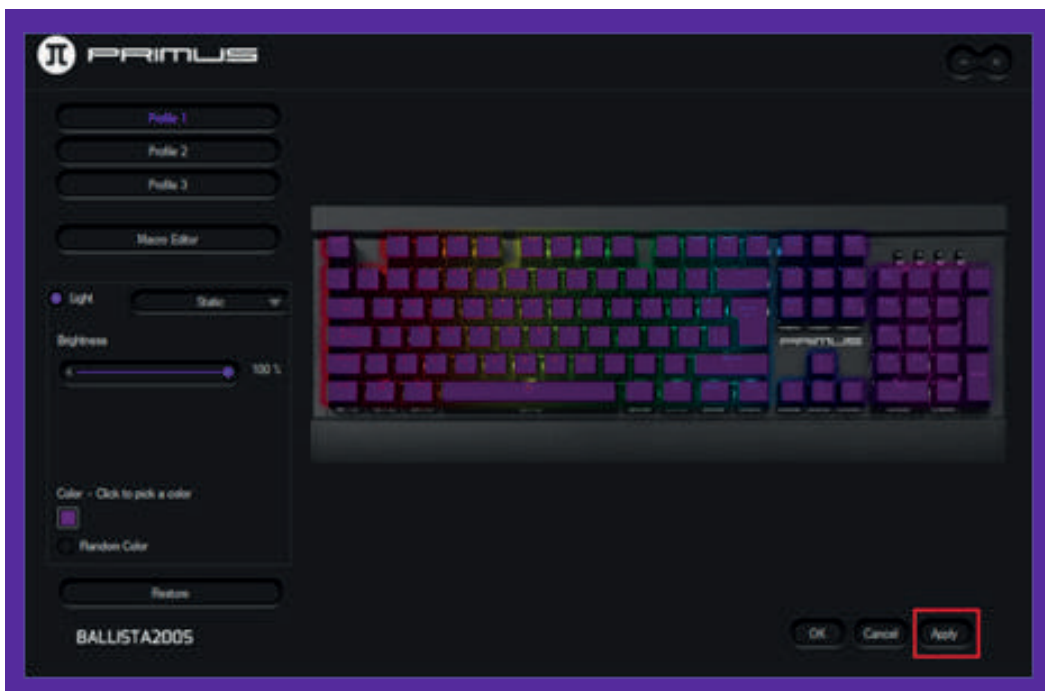 PRIMUS
Profile 1
Profile 2
Profile 3
Macro Editor
Light
Static
Brightness
100 %
PRIMUS
Color - Click to pick a color
Random Color
Restore
BALLISTA200S
OK
Cancel
Apply